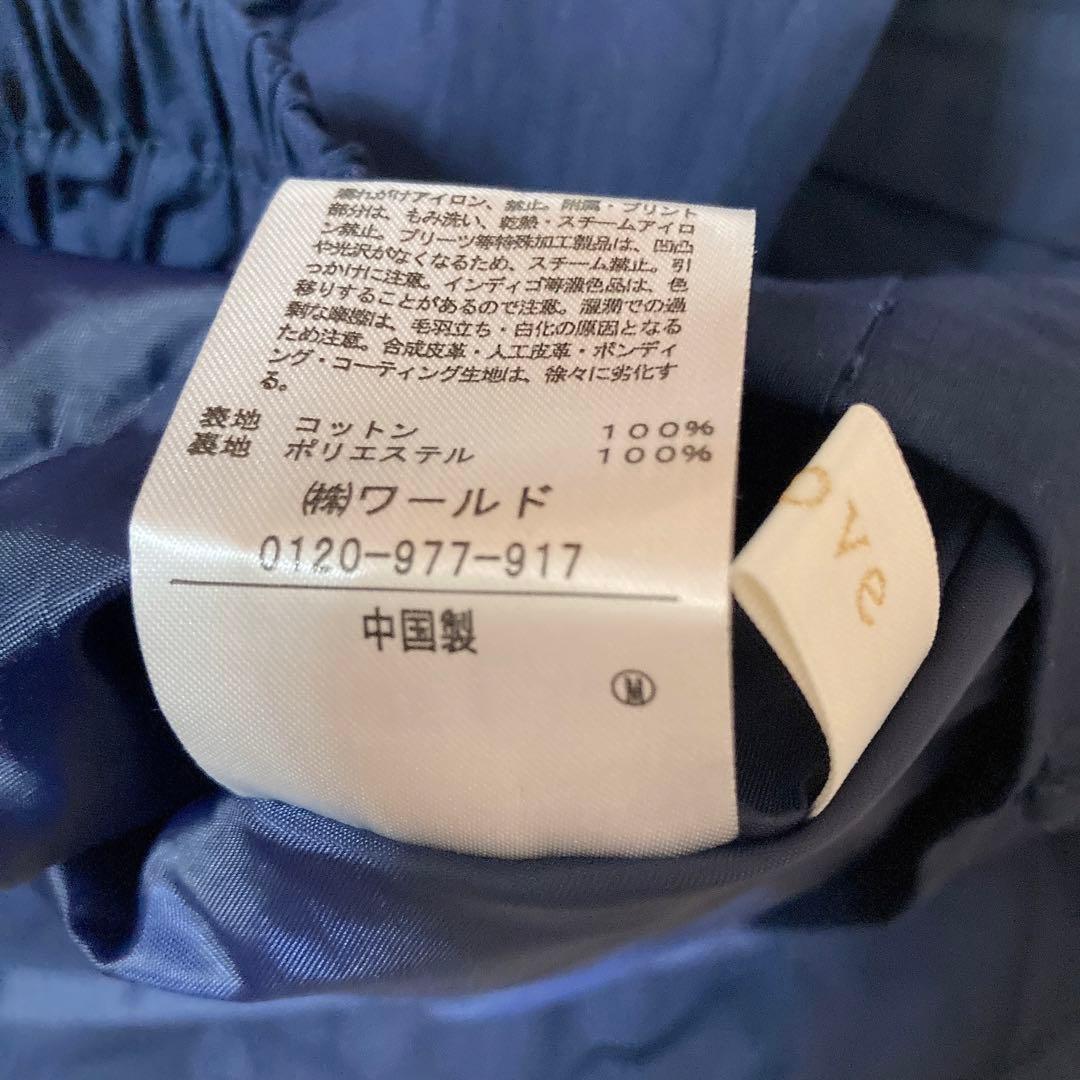 濡れがけアイロン、禁止。附属・プリント
部分は、もみ洗い、乾熱・スチームアイロ
ン禁止。プリーツ等特殊加工製品は、凹凸
や光沢がなくなるため、スチーム禁止。引
っかけに注意。インディゴ等濃色品は、色
移りすることがあるので注意。湿潤での過
剰な摩擦は、毛羽立ち・白化の原因となる
ため注意。合成皮革・人工皮革・ボンディ
ング・コーティング生地は、徐々に劣化す
る。
表地 コットン 100%
裏地 ポリエステル 100%
㈱ワールド
0120-977-917
中国製
Ⓜ
ove